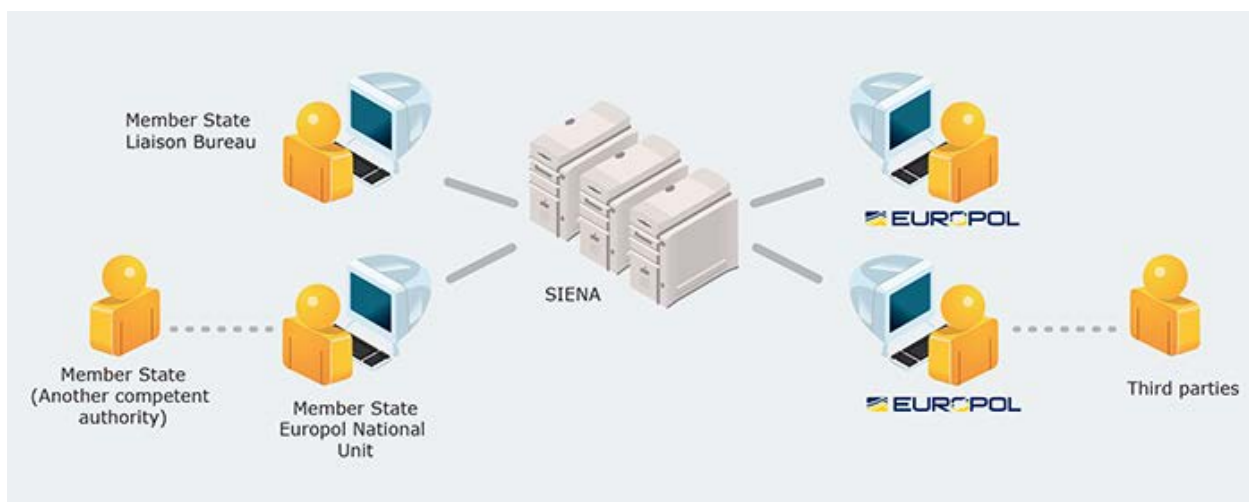 Member State
Liaison Bureau
EUROPOL
SIENA
Member State
(Another competent
authority)
Member State
Europol National
Unit
EUROPOL
Third parties